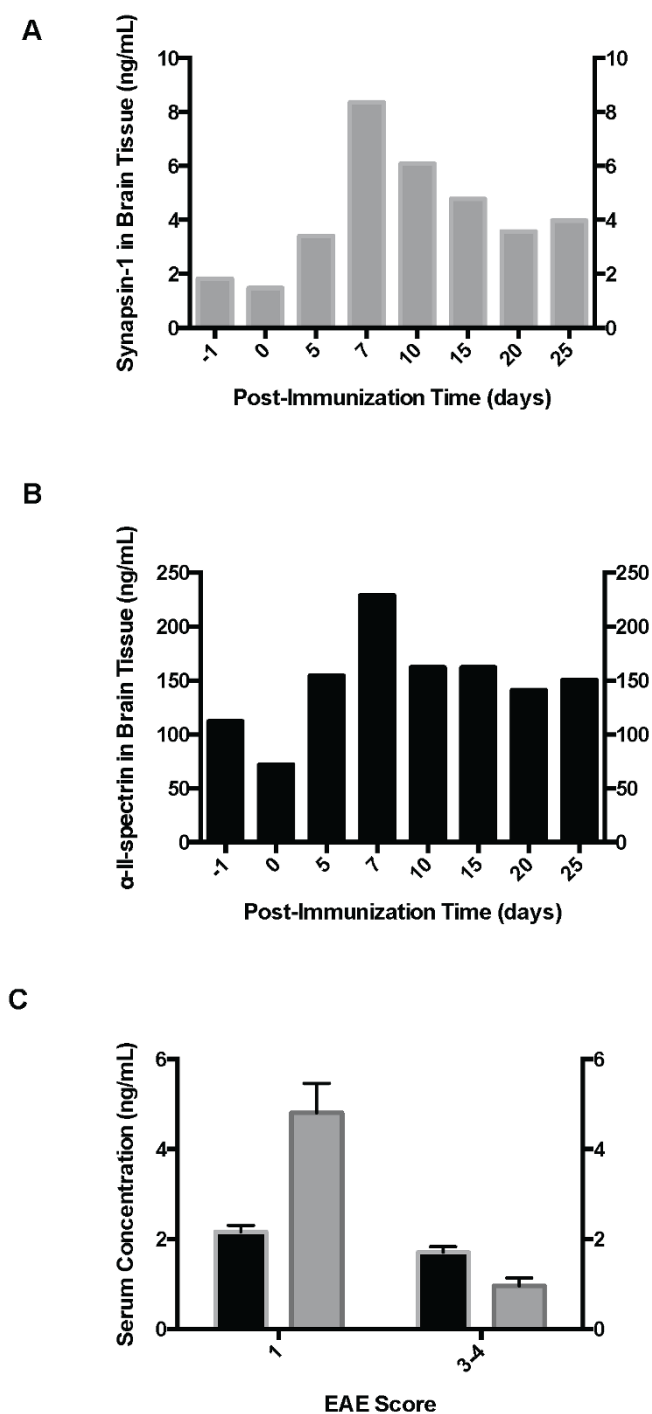 A
Synapsin-1 in Brain Tissue (ng/mL)
10 10
8 8
6 6
4 4
2 2
0 0
-1 0 5 7 10 15 20 25
Post-Immunization Time (days)
B
α-II-spectrin in Brain Tissue (ng/mL)
250 250
200 200
150 150
100 100
50 50
0 0
-1 0 5 7 10 15 20 25
Post-Immunization Time (days)
C
Serum Concentration (ng/mL)
6 6
4 4
2 2
0 0
1 3-4
EAE Score